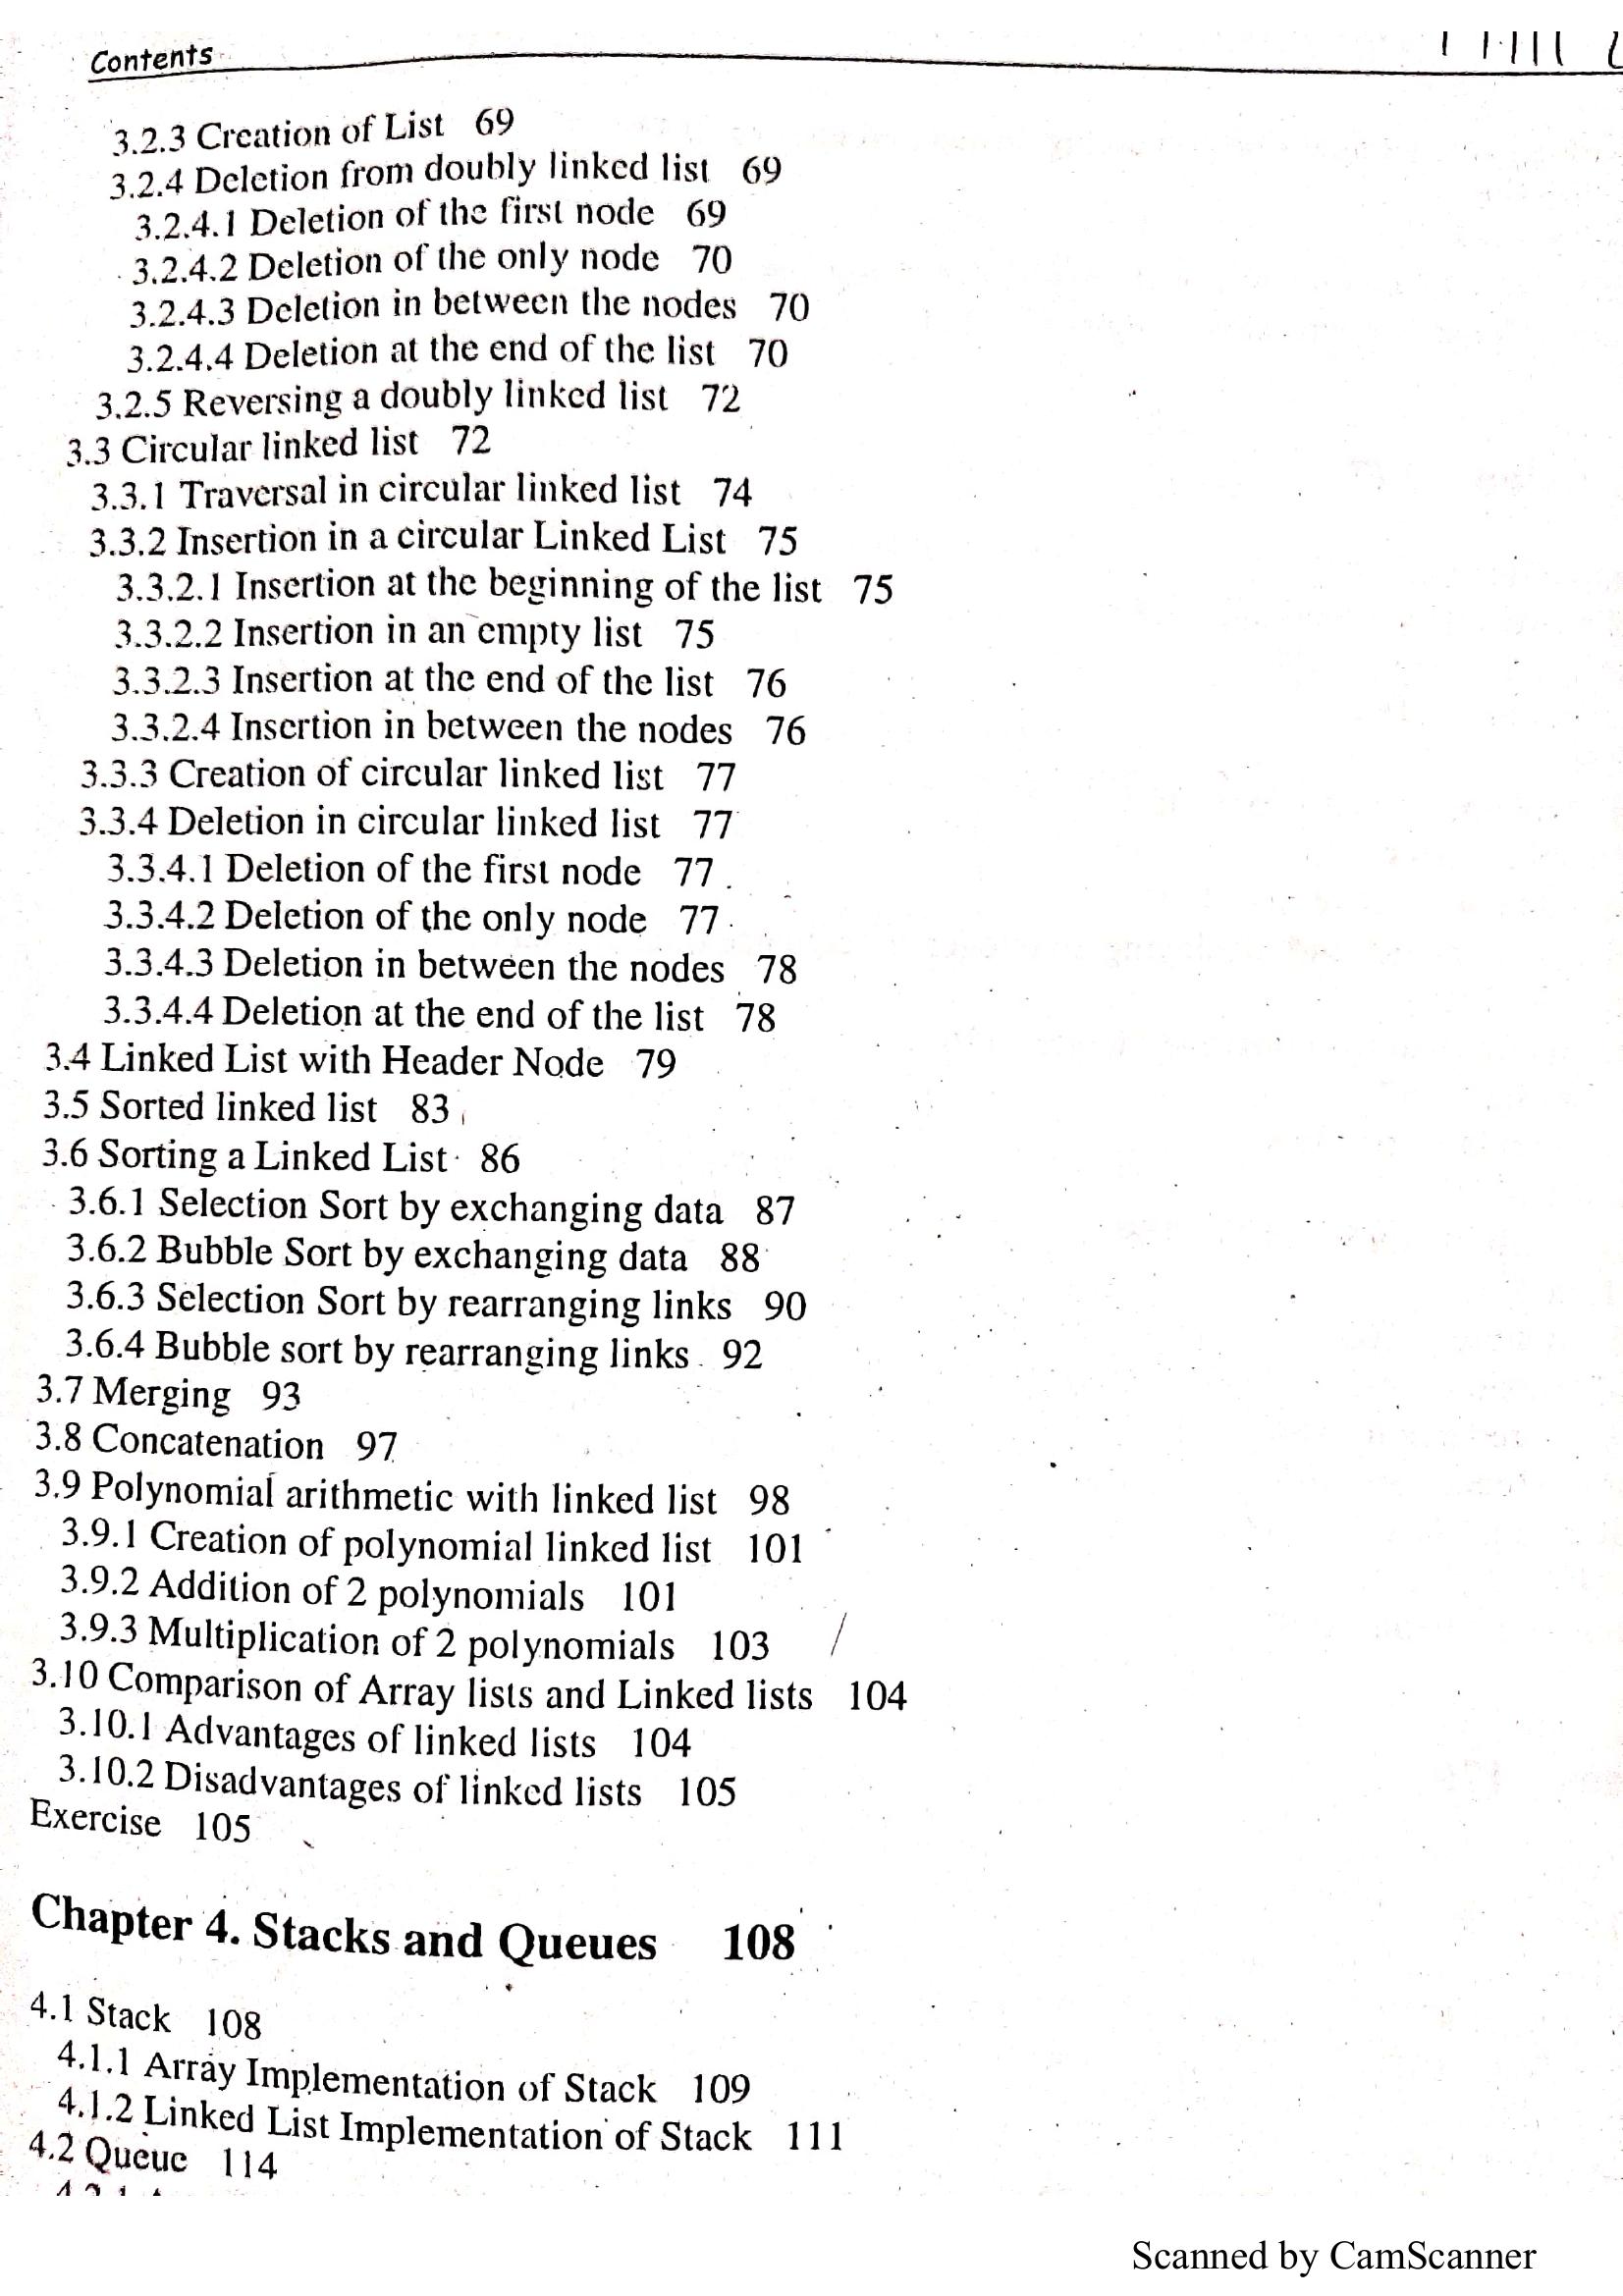 Contents
3.2.3 Creation of List 69
3.2.4 Deletion from doubly linked list 69
3.2.4.1 Deletion of the first node 69
3.2.4.2 Deletion of the only node 70
3.2.4.3 Deletion in between the nodes 70
3.2.4.4 Deletion at the end of the list 70
3.2.5 Reversing a doubly linked list 72
3.3 Circular linked list 72
3.3.1 Traversal in circular linked list 74
3.3.2 Insertion in a circular Linked List 75
3.3.2.1 Insertion at the beginning of the list 75
3.3.2.2 Insertion in an empty list 75
3.3.2.3 Insertion at the end of the list 76
3.3.2.4 Insertion in between the nodes 76
3.3.3 Creation of circular linked list 77
3.3.4 Deletion in circular linked list 77
3.3.4.1 Deletion of the first node 77
3.3.4.2 Deletion of the only node 77
3.3.4.3 Deletion in between the nodes 78
3.3.4.4 Deletion at the end of the list 78
3.4 Linked List with Header Node 79
3.5 Sorted linked list 83
3.6 Sorting a Linked List 86
3.6.1 Selection Sort by exchanging data 87
3.6.2 Bubble Sort by exchanging data 88
3.6.3 Selection Sort by rearranging links 90
3.6.4 Bubble sort by rearranging links 92
3.7 Merging 93
3.8 Concatenation 97
3.9 Polynomial arithmetic with linked list 98
3.9.1 Creation of polynomial linked list 101
3.9.2 Addition of 2 polynomials 101
3.9.3 Multiplication of 2 polynomials 103
3.10 Comparison of Array lists and Linked lists 104
3.10.1 Advantages of linked lists 104
3.10.2 Disadvantages of linked lists 105
Exercise 105
Chapter 4. Stacks and Queues 108
4.1 Stack 108
4.1.1 Array Implementation of Stack 109
4.1.2 Linked List Implementation of Stack 111
4.2 Queue 114
Scanned by CamScanner